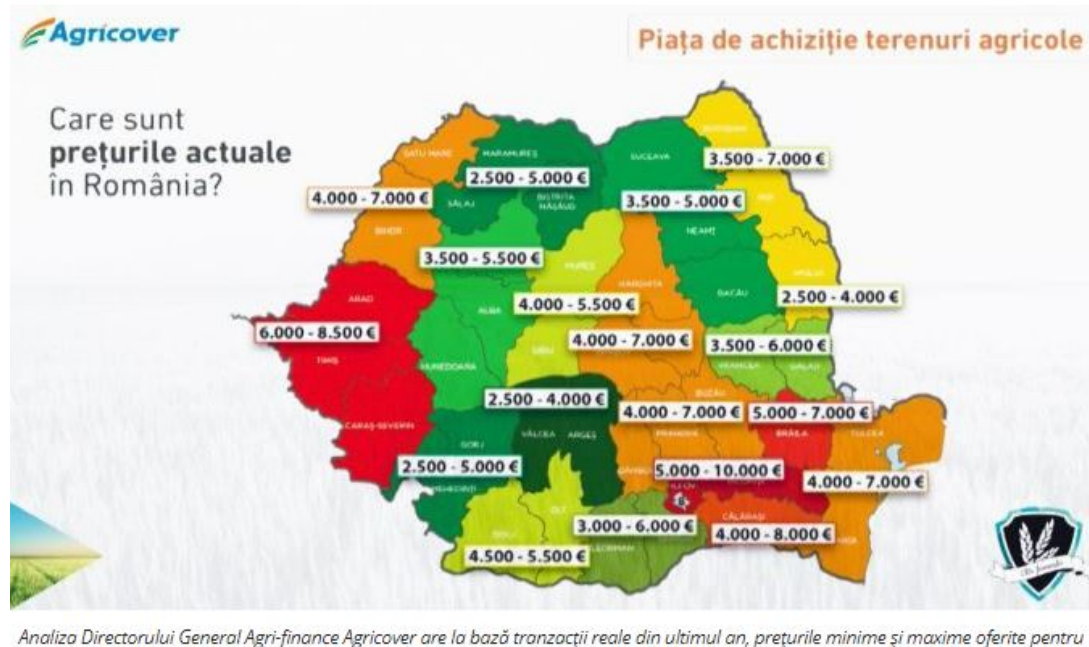 Agricover
Piața de achiziție terenuri agricole
Care sunt
prețurile actuale
în România?
SATU MARE
MARAMUREȘ
SUCEAVA
3.500 - 7.000 €
2.500 - 5.000 €
4.000 - 7.000 €
SĂLAJ
BISTRIȚA
NĂSĂUD
3.500 - 5.000 €
BIHOR
NEAMȚ
3.500 - 5.500 €
MUREȘ
HARGHITA
VASLUI
ARAD
ALBA
BACĂU
2.500 - 4.000 €
4.000 - 5.500 €
6.000 - 8.500 €
4.000 - 7.000 €
3.500 - 6.000 €
TIMIȘ
SIBIU
HUNEDOARA
VRANCEA
GALAȚI
2.500 - 4.000 €
BUZĂU
4.000 - 7.000 €
5.000 - 7.000 €
CARAȘ-SEVERIN
VÂLCEA
ARGEȘ
PRAHOVA
BRĂILA
TULCEA
GORJ
2.500 - 5.000 €
5.000 - 10.000 €
4.000 - 7.000 €
MEHEDINȚI
ILFOV
OLT
CĂLĂRAȘI
3.000 - 6.000 €
4.000 - 8.000 €
DOLJ
4.500 - 5.500 €
Analiza Directorului General Agri-finance Agricover are la bază tranzacții reale din ultimul an, prețurile minime și maxime oferite pentru